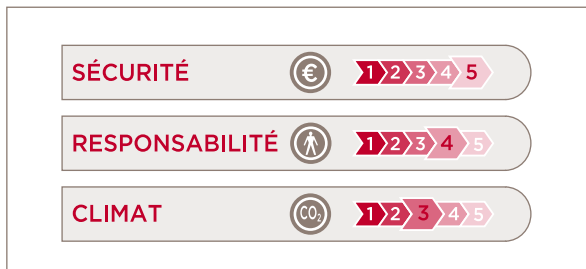 SÉCURITÉ € 1 2 3 4 5
RESPONSABILITÉ 1 2 3 4 5
CLIMAT CO₂ 1 2 3 4 5